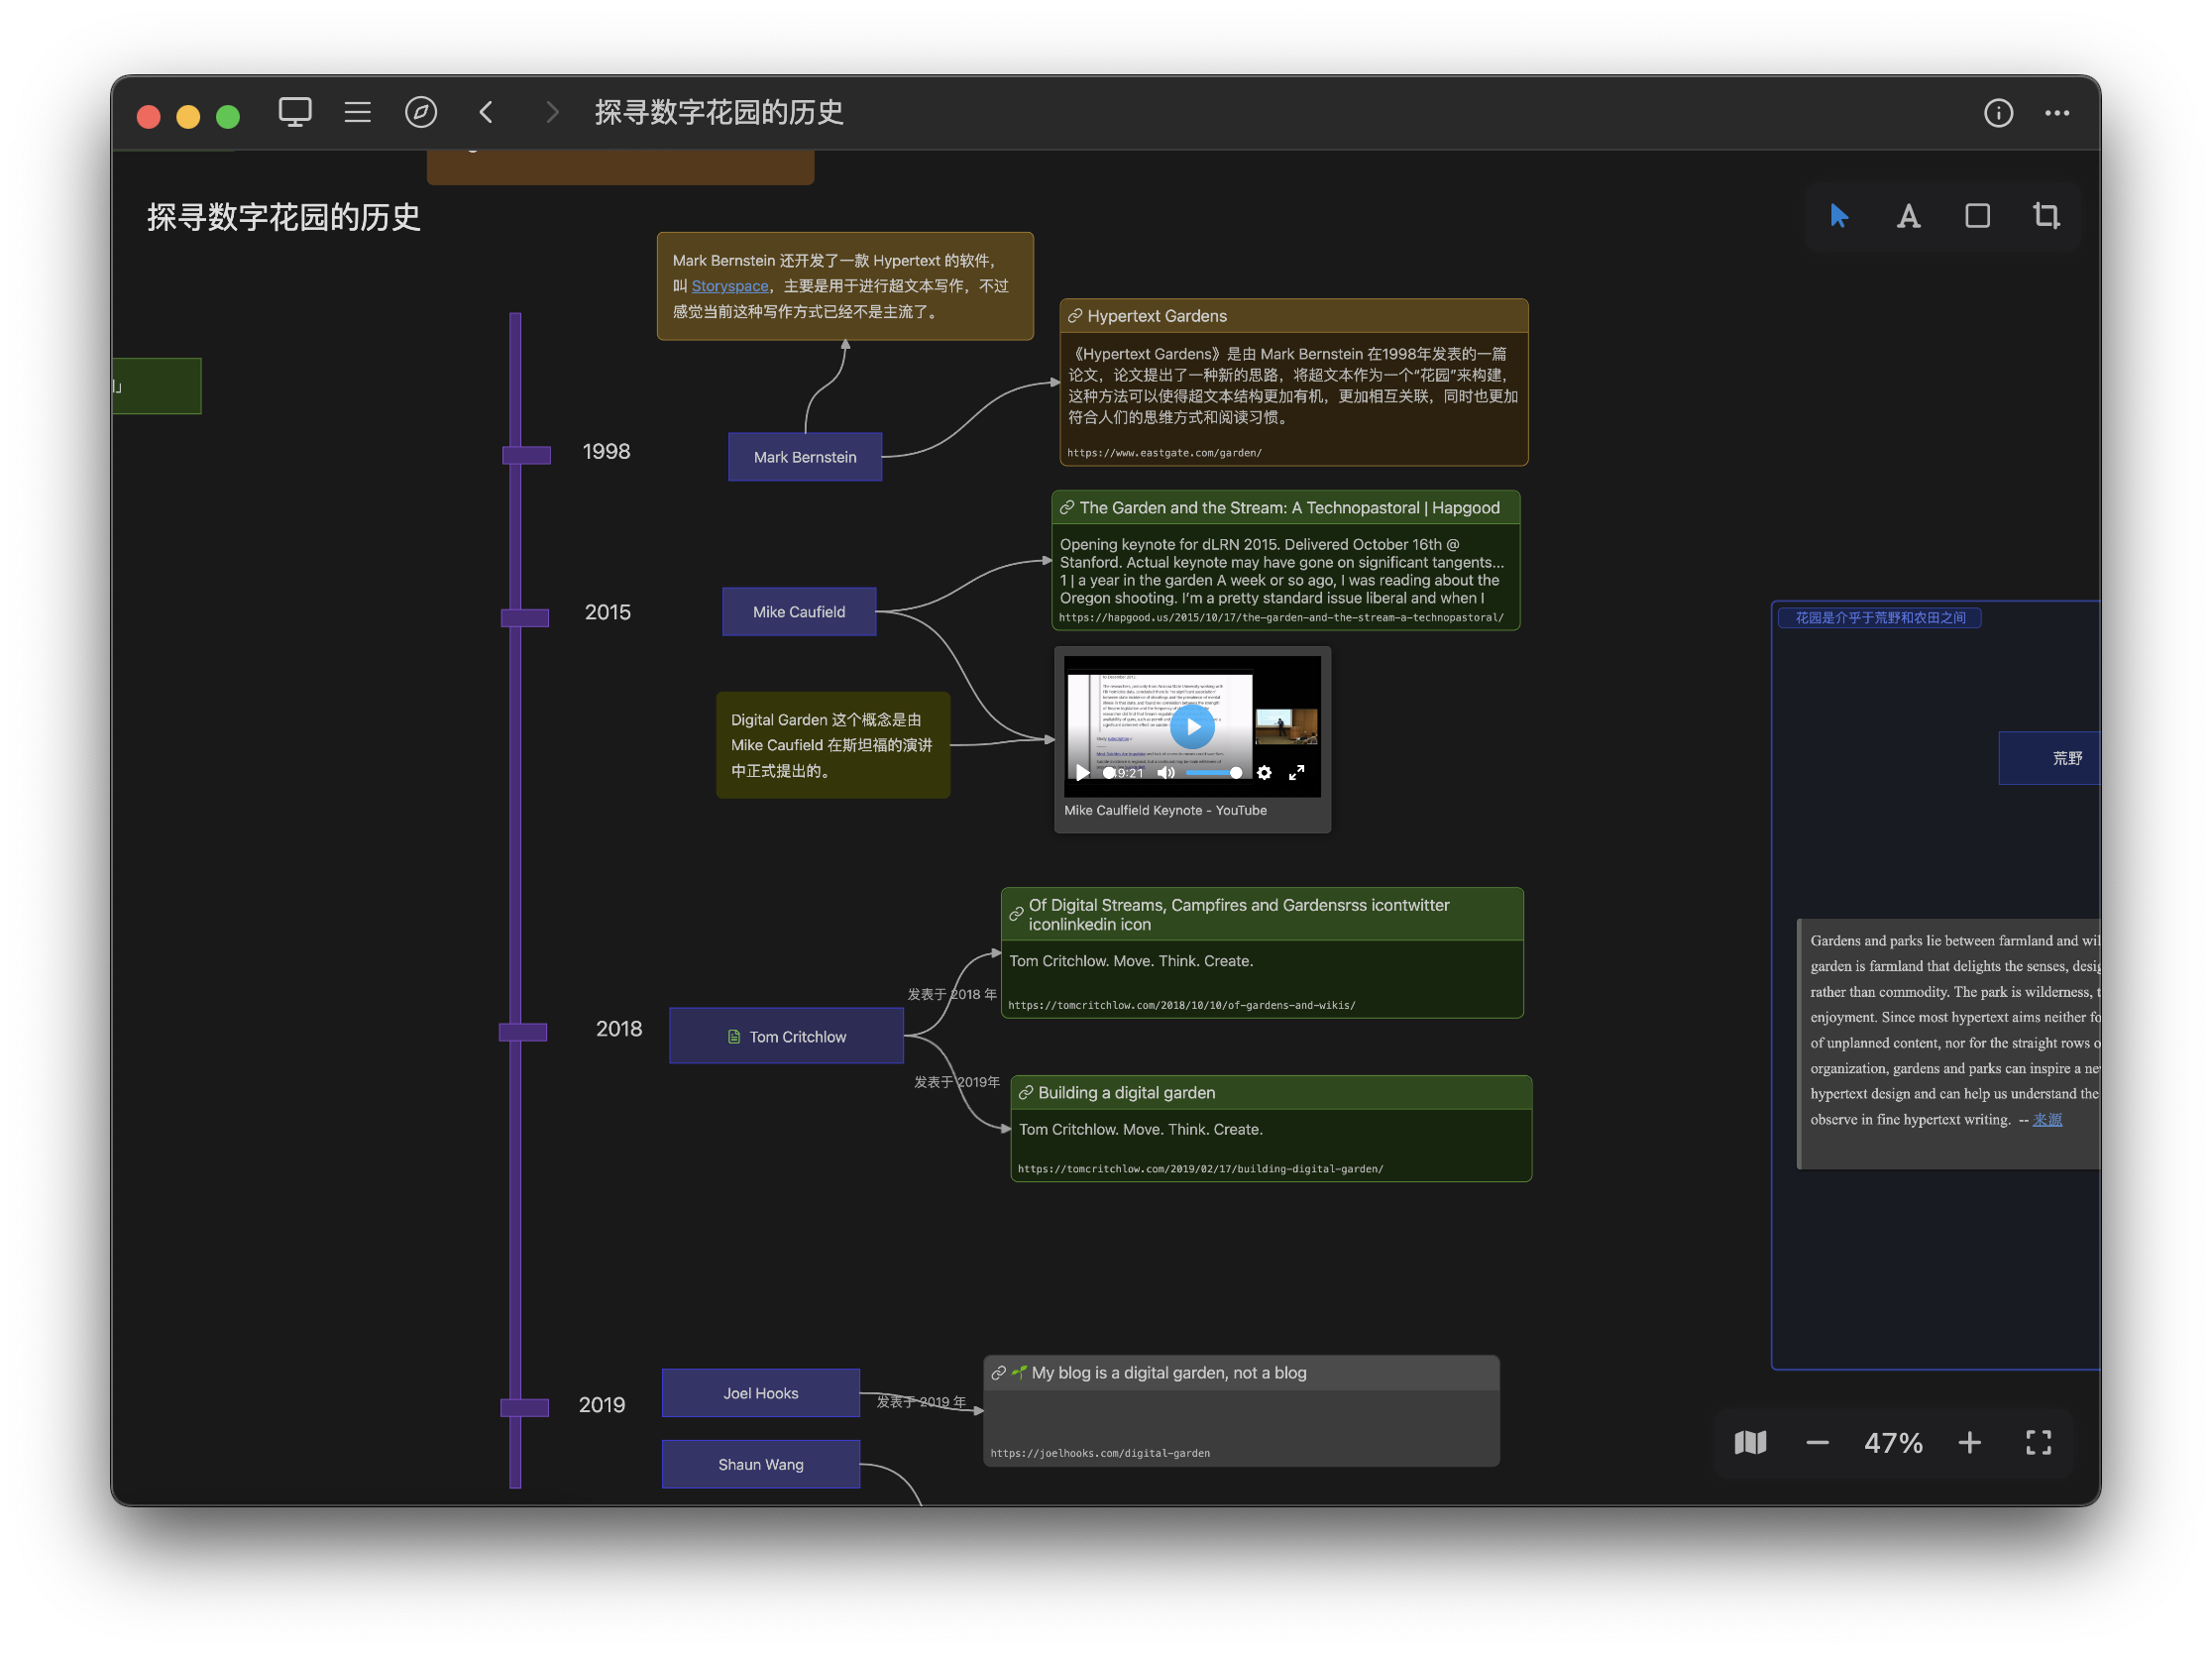 探寻数字花园的历史
探寻数字花园的历史
Mark Bernstein 还开发了一款 Hypertext 的软件，
叫 Storyspace，主要是用于进行超文本写作，不过
感觉当前这种写作方式已经不是主流了。
Hypertext Gardens
《Hypertext Gardens》是由 Mark Bernstein 在1998年发表的一篇
论文，论文提出了一种新的思路，将超文本作为一个“花园”来构建，
这种方法可以使得超文本结构更加有机，更加相互关联，同时也更加
符合人们的思维方式和阅读习惯。
https://www.eastgate.com/garden/
1998
Mark Bernstein
The Garden and the Stream: A Technopastoral | Hapgood
Opening keynote for dLRN 2015. Delivered October 16th @
Stanford. Actual keynote may have gone on significant tangents...
1 | a year in the garden A week or so ago, I was reading about the
Oregon shooting. I’m a pretty standard issue liberal and when I
https://hapgood.us/2015/10/17/the-garden-and-the-stream-a-technopastoral/
2015
Mike Caufield
Digital Garden 这个概念是由
Mike Caufield 在斯坦福的演讲
中正式提出的。
9:21
Mike Caulfield Keynote - YouTube
花园是介乎于荒野和农田之间
荒野
Of Digital Streams, Campfires and Gardensrss icontwitter
iconlinkedin icon
Tom Critchlow. Move. Think. Create.
https://tomcritchlow.com/2018/10/10/of-gardens-and-wikis/
发表于 2018 年
2018
Tom Critchlow
发表于 2019年
Building a digital garden
Tom Critchlow. Move. Think. Create.
https://tomcritchlow.com/2019/02/17/building-digital-garden/
Gardens and parks lie between farmland and wil
garden is farmland that delights the senses, desig
rather than commodity. The park is wilderness, t
enjoyment. Since most hypertext aims neither fo
of unplanned content, nor for the straight rows o
organization, gardens and parks can inspire a ne
hypertext design and can help us understand the
observe in fine hypertext writing. -- 来源
2019
Joel Hooks
发表于 2019 年
My blog is a digital garden, not a blog
https://joelhooks.com/digital-garden
Shaun Wang
47%